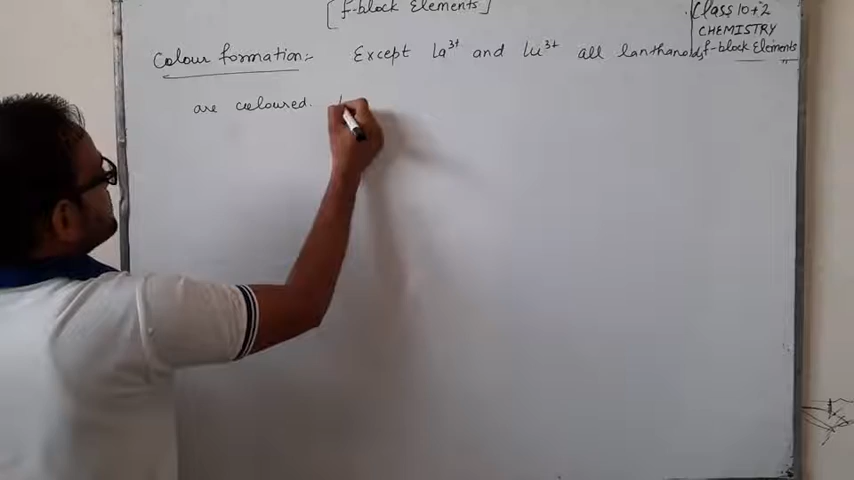 [f-block Elements]
Class 10+2
CHEMISTRY
f-Block Elements
Colour formation:- Except la³⁺ and lu³⁺ all lanthanoids
are coloured.